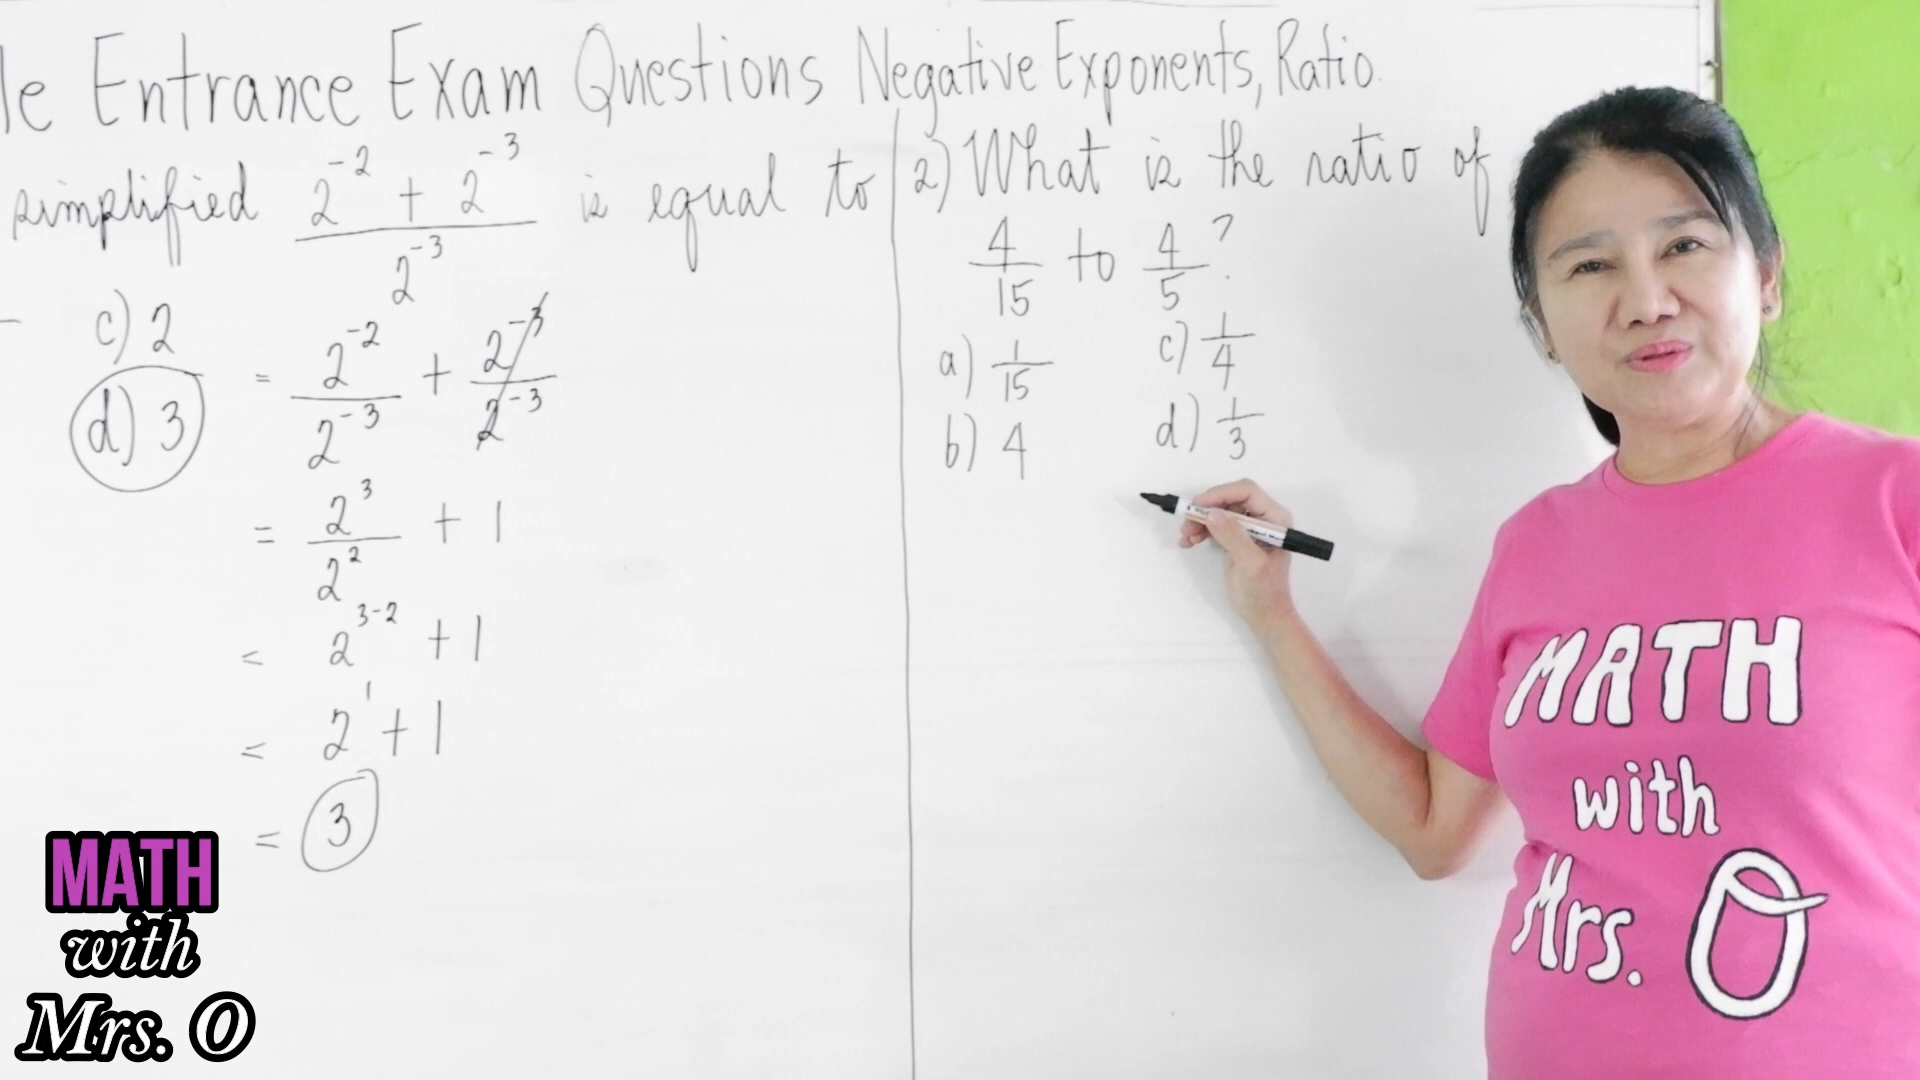 le Entrance Exam Questions Negative Exponents, Ratio.
simplified 2^-2 + 2^-3 / 2^-3 is equal to
c) 2
d) 3
= 2^-2 / 2^-3 + 2^-3 / 2^-3
= 2^3 / 2^2 + 1
= 2^3-2 + 1
= 2^1 + 1
= 3
2) What is the ratio of
4/15 to 4/5 ?
a) 1/15
b) 4
c) 1/4
d) 1/3
MATH
with
Mrs. O
MATH
with
Mrs. O